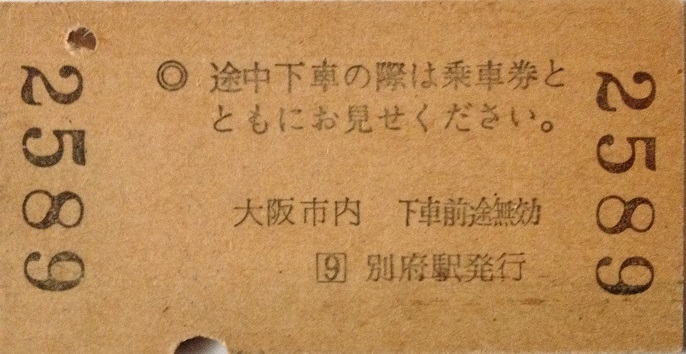 2589
◎ 途中下車の際は乗車券と
ともにお見せください。
大阪市内 下車前途無効
9 別府駅発行
2589